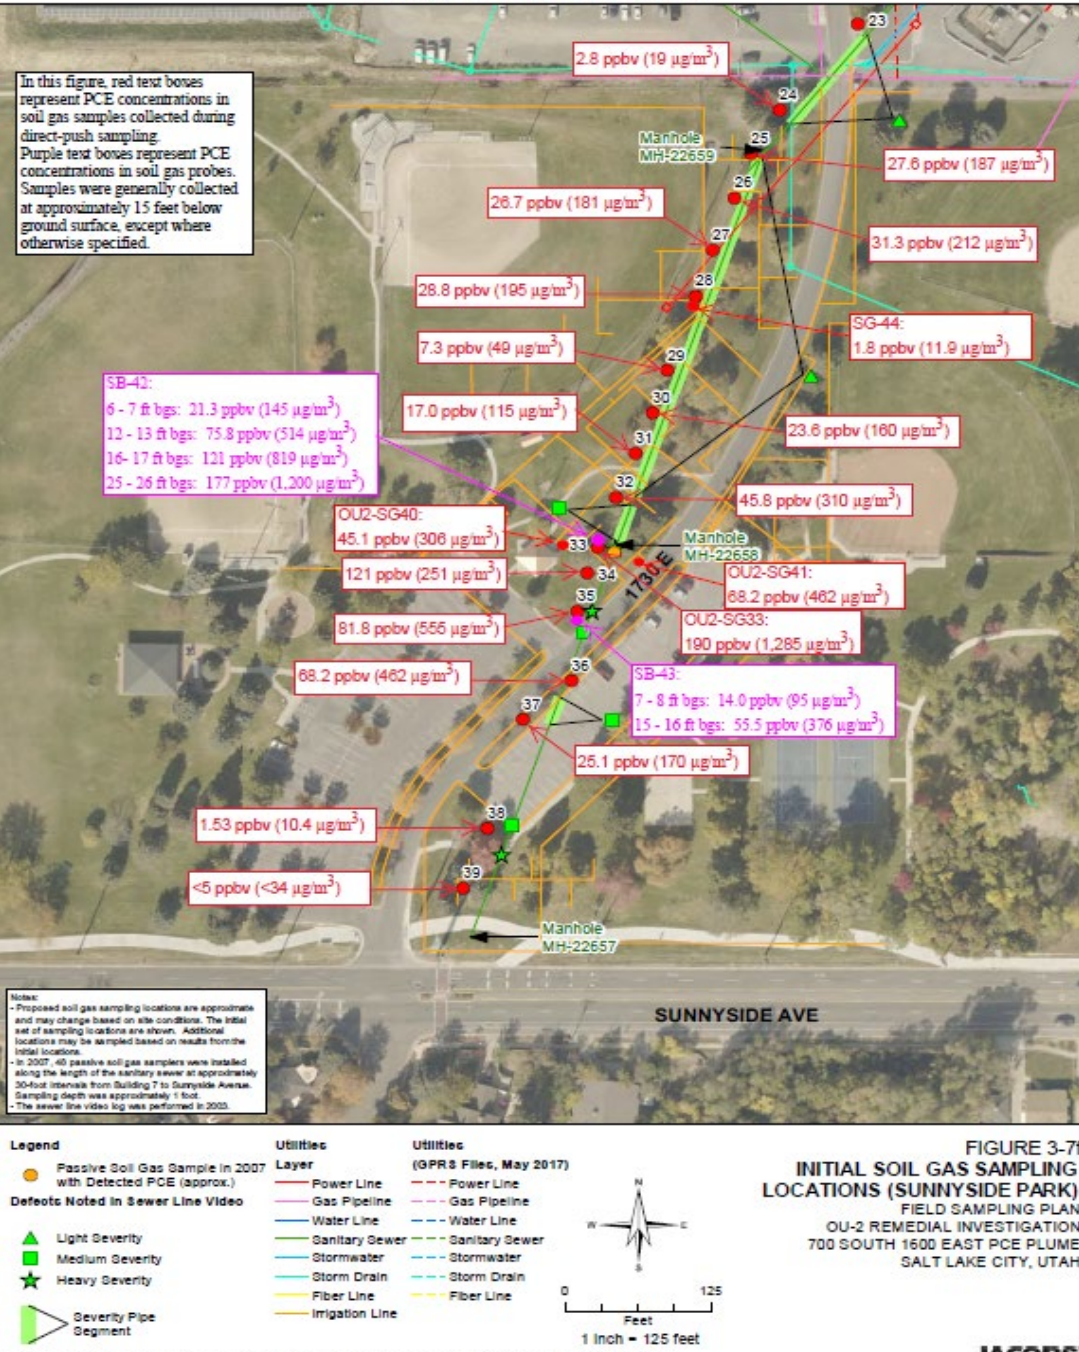 23
2.8 ppbv (19 µg/m³)
In this figure, red text boxes
represent PCE concentrations in
soil gas samples collected during
direct-push sampling.
Purple text boxes represent PCE
concentrations in soil gas probes.
Samples were generally collected
at approximately 15 feet below
ground surface, except where
otherwise specified.
24
Manhole
MH-22659
25
27.6 ppbv (187 µg/m³)
26
26.7 ppbv (181 µg/m³)
27
31.3 ppbv (212 µg/m³)
28
28.8 ppbv (195 µg/m³)
SG-44:
1.8 ppbv (11.9 µg/m³)
7.3 ppbv (49 µg/m³)
29
SB-42:
6 - 7 ft bgs: 21.3 ppbv (145 µg/m³)
12 - 13 ft bgs: 75.8 ppbv (514 µg/m³)
16- 17 ft bgs: 121 ppbv (819 µg/m³)
25 - 26 ft bgs: 177 ppbv (1,200 µg/m³)
17.0 ppbv (115 µg/m³)
30
23.6 ppbv (160 µg/m³)
31
32
45.8 ppbv (310 µg/m³)
OU2-SG40:
45.1 ppbv (306 µg/m³)
33
Manhole
MH-22658
121 ppbv (251 µg/m³)
34
1730 E
OU2-SG41:
68.2 ppbv (462 µg/m³)
35
81.8 ppbv (555 µg/m³)
OU2-SG33:
190 ppbv (1,285 µg/m³)
68.2 ppbv (462 µg/m³)
36
SB-43:
7 - 8 ft bgs: 14.0 ppbv (95 µg/m³)
15 - 16 ft bgs: 55.5 ppbv (376 µg/m³)
37
25.1 ppbv (170 µg/m³)
1.53 ppbv (10.4 µg/m³)
38
<5 ppbv (<34 µg/m³)
39
Manhole
MH-22657
Notes:
- Proposed soil gas sampling locations are approximate
and may change based on site conditions. The initial
set of sampling locations are shown. Additional
locations may be sampled based on results from the
initial locations.
- In 2007, 48 passive soil gas samplers were installed
along the length of the sanitary sewer at approximately
30-foot intervals from Building 7 to Sunnyside Avenue.
Sampling depth was approximately 1 foot.
- The sewer line video log was performed in 2003.
SUNNYSIDE AVE
Legend
Passive Soil Gas Sample in 2007
with Detected PCE (approx.)
Defects Noted in Sewer Line Video
Light Severity
Medium Severity
Heavy Severity
Severity Pipe
Segment
Utilities
Layer
Power Line
Gas Pipeline
Water Line
Sanitary Sewer
Stormwater
Storm Drain
Fiber Line
Irrigation Line
Utilities
(GPRS Files, May 2017)
Power Line
Gas Pipeline
Water Line
Sanitary Sewer
Stormwater
Storm Drain
Fiber Line
N
W E
S
0 125
Feet
1 inch = 125 feet
FIGURE 3-7f
INITIAL SOIL GAS SAMPLING
LOCATIONS (SUNNYSIDE PARK)
FIELD SAMPLING PLAN
OU-2 REMEDIAL INVESTIGATION
700 SOUTH 1600 EAST PCE PLUME
SALT LAKE CITY, UTAH
JACOBS